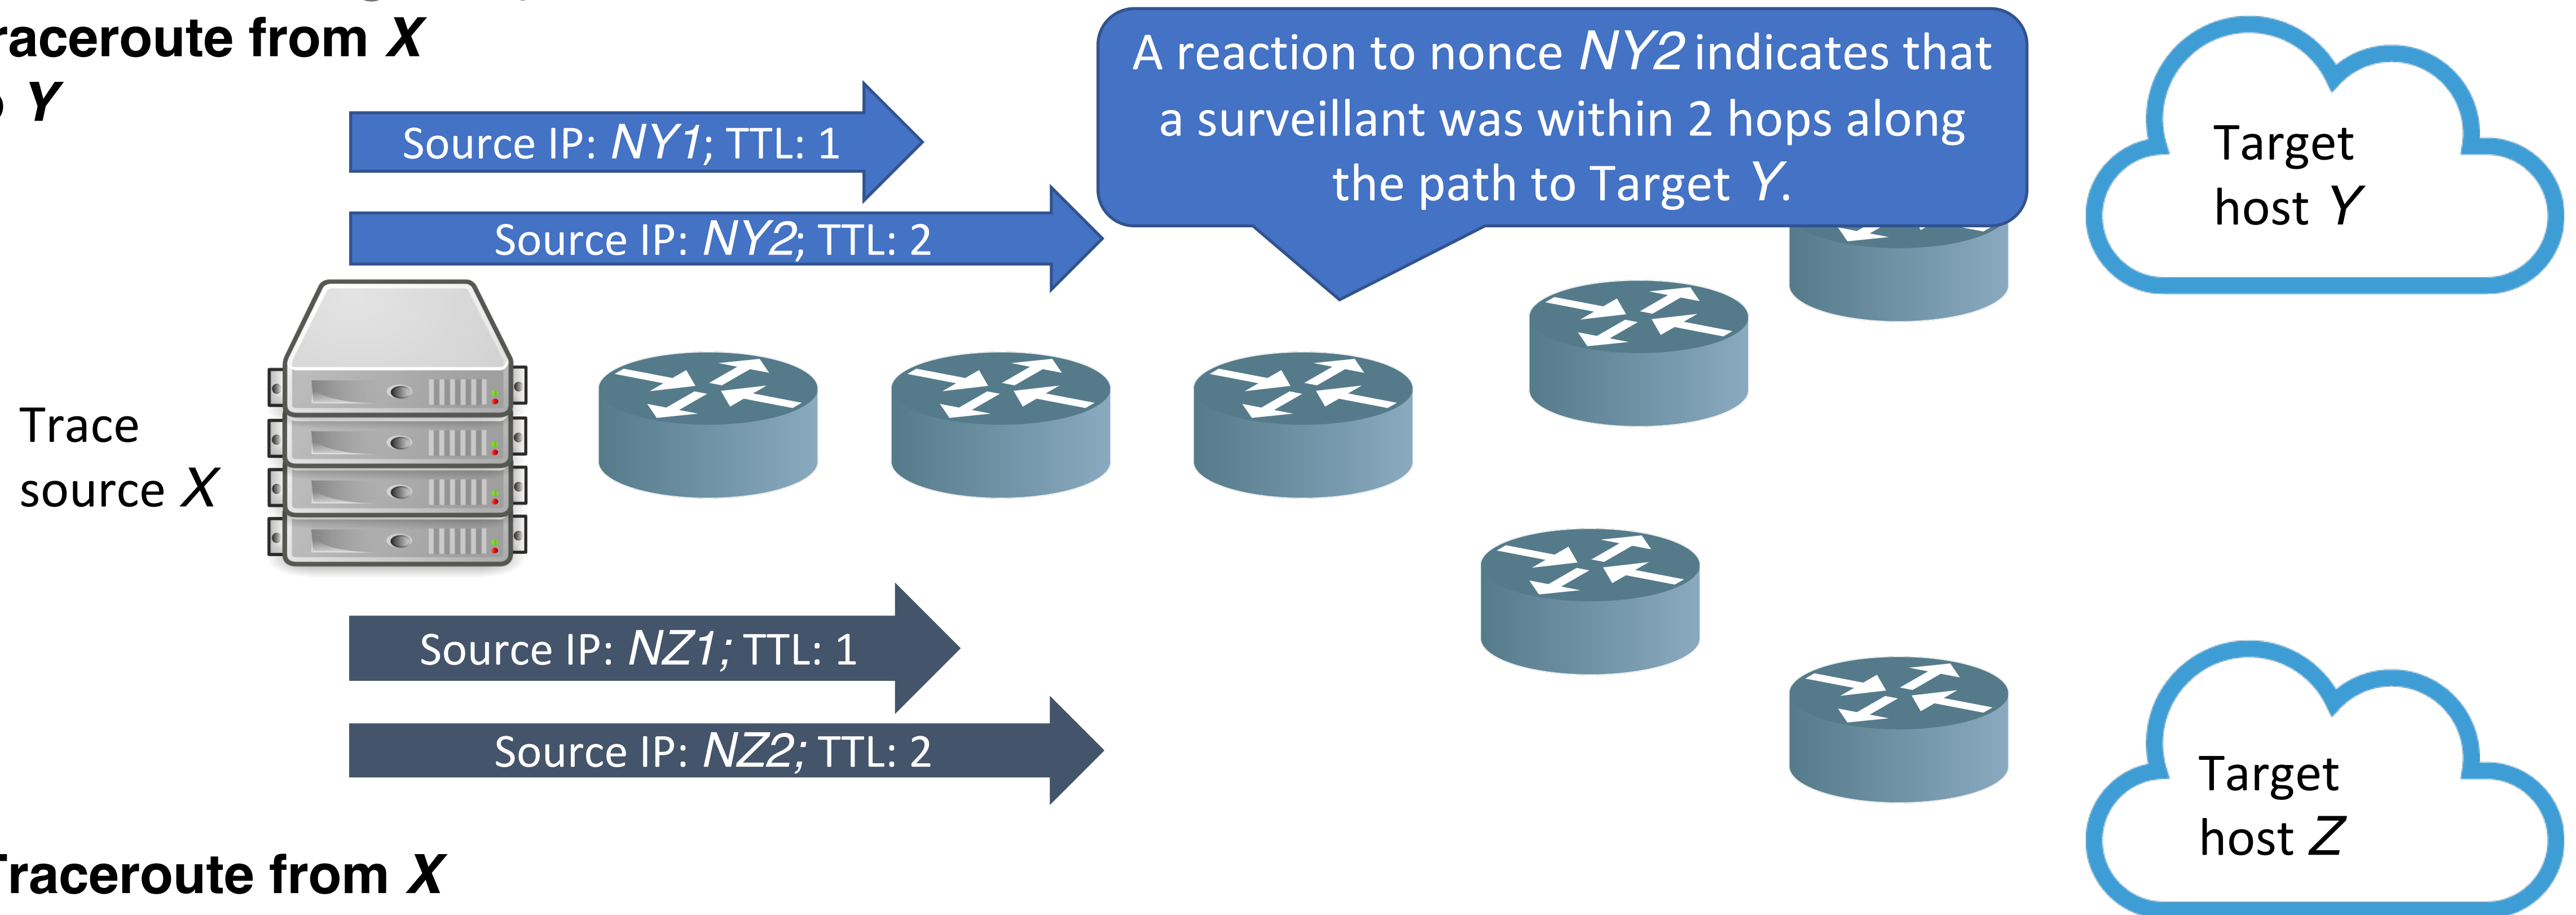 raceroute from X
Y
Source IP: NY1; TTL: 1
Source IP: NY2; TTL: 2
A reaction to nonce NY2 indicates that
a surveillant was within 2 hops along
the path to Target Y.
Target
host Y
Trace
source X
Source IP: NZ1; TTL: 1
Source IP: NZ2; TTL: 2
Target
host Z
Traceroute from X